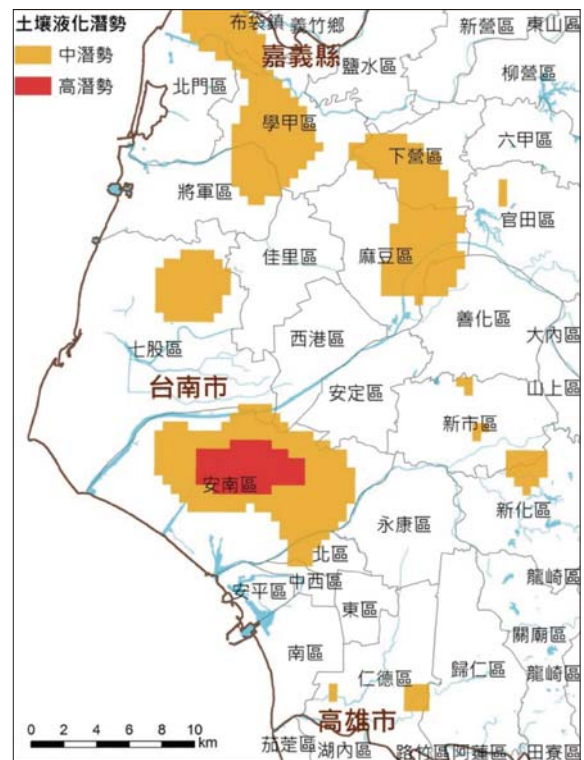 土壤液化潛勢
中潛勢
高潛勢
布袋鎮
義竹鄉
新營區
東山區
嘉義縣
鹽水區
柳營區
北門區
學甲區
下營區
六甲區
將軍區
官田區
佳里區
麻豆區
善化區
大內區
七股區
西港區
台南市
安定區
山上區
新市區
安南區
新化區
永康區
北區
中西區
安平區
東區
龍崎區
關廟區
南區
仁德區
歸仁區
龍崎區
高雄市
茄萣區
湖內區
路竹區
阿蓮區
田寮區
0 2 4 6 8 10
km